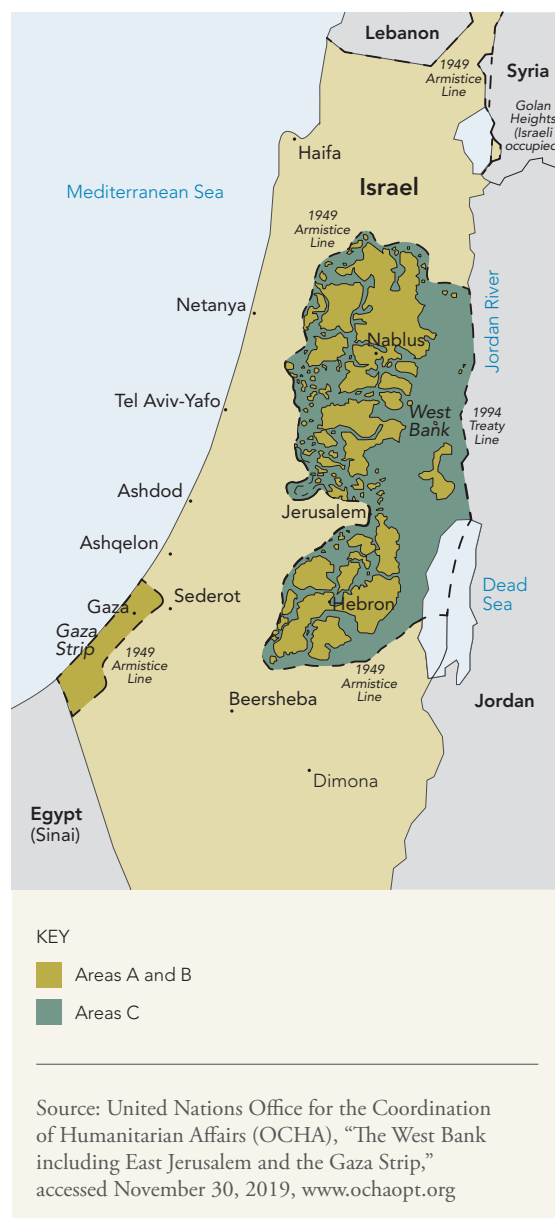 Lebanon
1949
Armistice
Line
Syria
Golan
Heights
(Israeli
occupied
Haifa
Mediterranean Sea
Israel
1949
Armistice
Line
Netanya
Jordan River
Nablus
Tel Aviv-Yafo
West
Bank
1994
Treaty
Line
Ashdod
Jerusalem
Ashqelon
Dead
Sea
Gaza
Sederot
Hebron
Gaza
Strip
1949
Armistice
Line
1949
Armistice
Line
Beersheba
Jordan
Dimona
Egypt
(Sinai)
KEY
Areas A and B
Areas C
Source: United Nations Office for the Coordination
of Humanitarian Affairs (OCHA), “The West Bank
including East Jerusalem and the Gaza Strip,”
accessed November 30, 2019, www.ochaopt.org